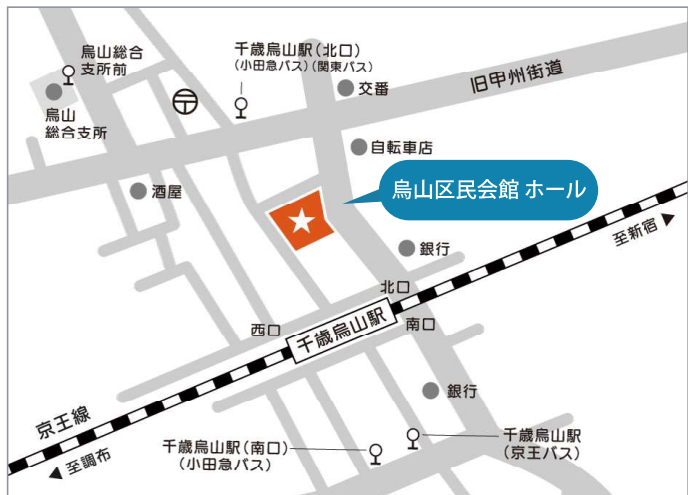 烏山総合
支所前
千歳烏山駅(北口)
(小田急バス)(関東バス)
旧甲州街道
交番
烏山
総合支所
自転車店
酒屋
烏山区民会館 ホール
至新宿
銀行
北口
西口
千歳烏山駅
南口
銀行
京王線
至調布
千歳烏山駅(南口)
(小田急バス)
千歳烏山駅
(京王バス)